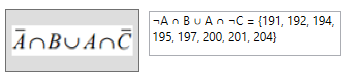 A̅∩B∪A∩C̅
¬A ∩ B ∪ A ∩ ¬C = {191, 192, 194,
195, 197, 200, 201, 204}